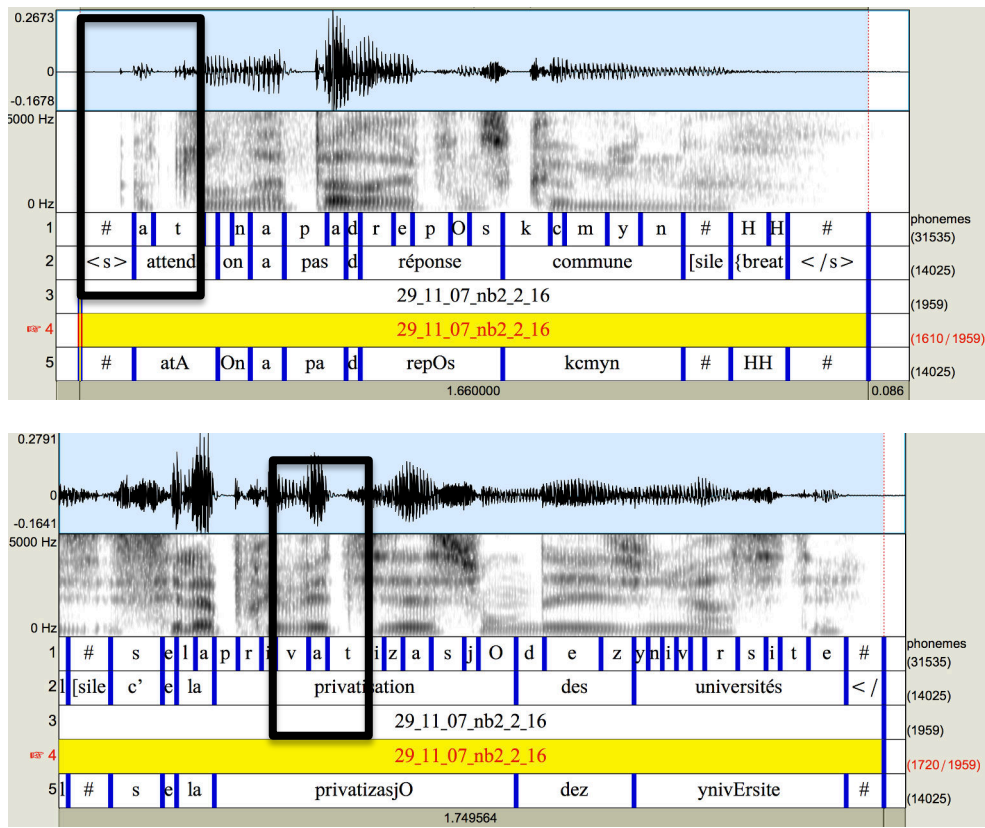 0.2673
0
-0.1678
5000 Hz
0 Hz
1 # a t n a p a d r e p O s k c m y n # H H # phonemes (31535)
2 <s> attend on a pas d réponse commune [sile {breat </s> (14025)
3 29_11_07_nb2_2_16 (1959)
☞ 4 29_11_07_nb2_2_16 (1610/1959)
5 # atA On a pa d repOs kcmyn # HH # (14025)
1.660000 0.086
0.2791
0
-0.1641
5000 Hz
0 Hz
1 # s e l a p r i v a t i z a s j O d e z y n i v r s i t e # phonemes (31535)
2 l [sile c' e la privatisation des universités </ (14025)
3 29_11_07_nb2_2_16 (1959)
☞ 4 29_11_07_nb2_2_16 (1720/1959)
5 l # s e la privatizasjO dez ynivErsite # (14025)
1.749564